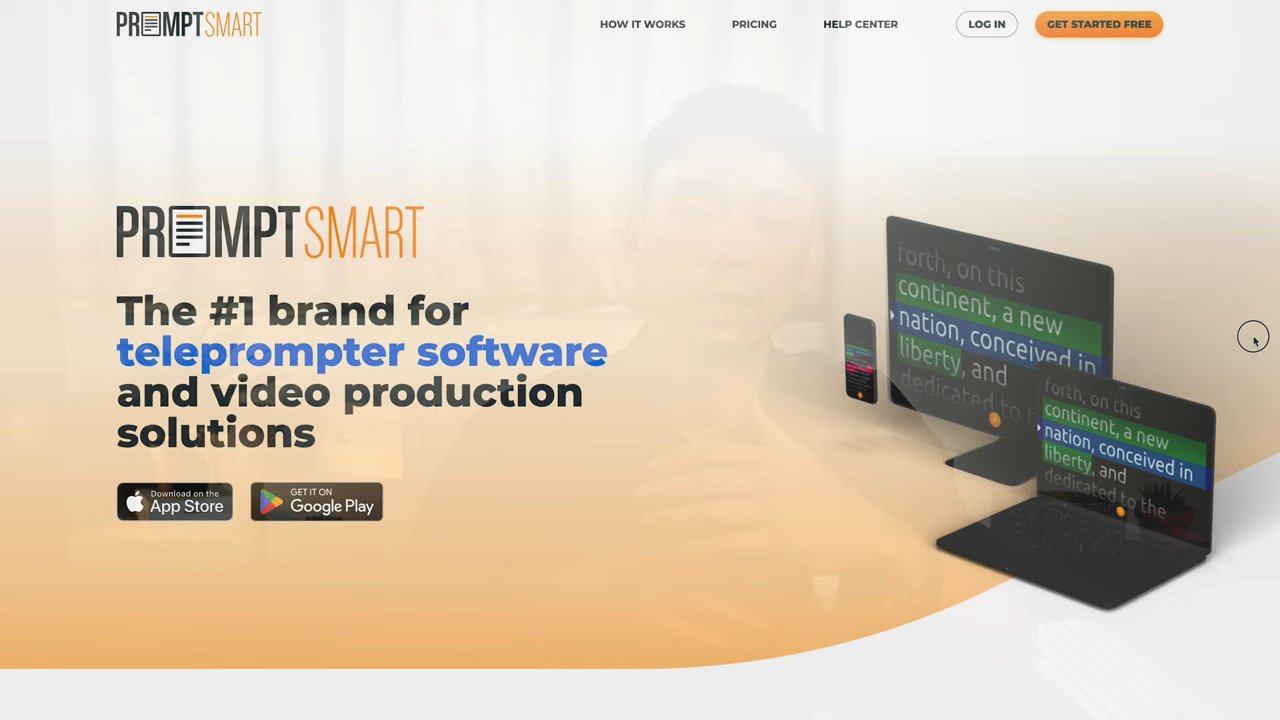 PROMPTSMART
HOW IT WORKS
PRICING
HELP CENTER
LOG IN
GET STARTED FREE
PROMPTSMART
The #1 brand for
teleprompter software
and video production
solutions
Download on the
App Store
GET IT ON
Google Play
forth, on this
continent, a new
nation, conceived in
liberty, and
dedicated to t
forth, on this
continent, a new
nation, conceived in
liberty, and
dedicated to the